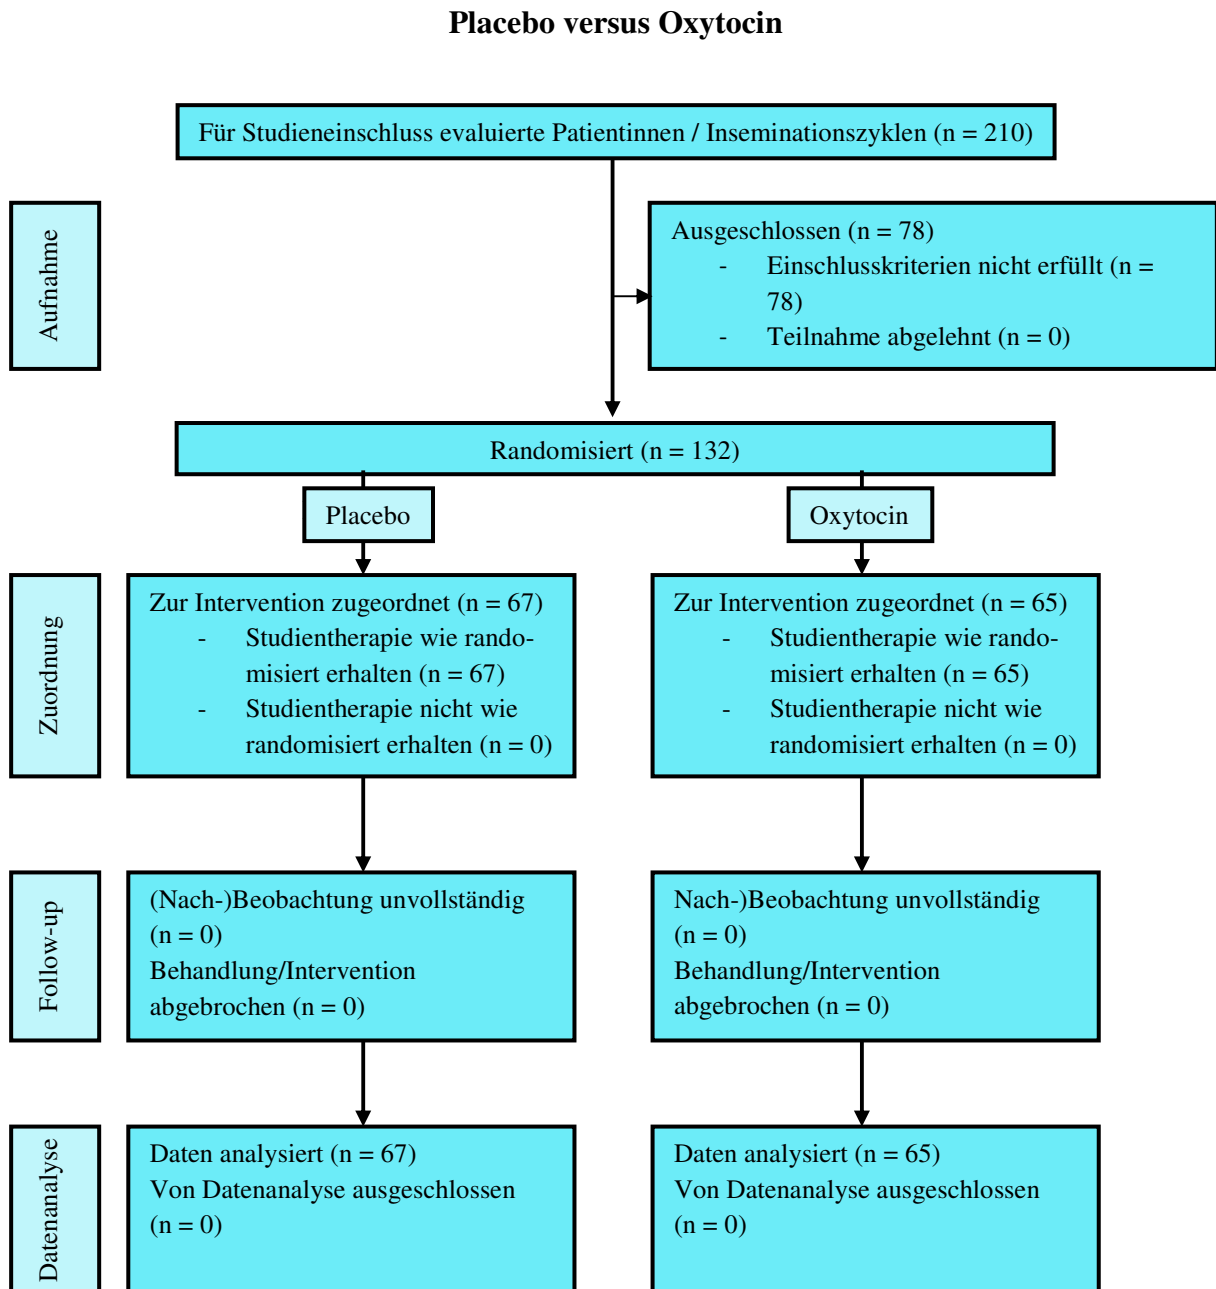 Placebo versus Oxytocin
Für Studieneinschluss evaluierte Patientinnen / Inseminationszyklen (n = 210)
Aufnahme
Ausgeschlossen (n = 78)
- Einschlusskriterien nicht erfüllt (n =
78)
- Teilnahme abgelehnt (n = 0)
Randomisiert (n = 132)
Placebo
Oxytocin
Zuordnung
Zur Intervention zugeordnet (n = 67)
- Studientherapie wie rando-
misiert erhalten (n = 67)
- Studientherapie nicht wie
randomisiert erhalten (n = 0)
Zur Intervention zugeordnet (n = 65)
- Studientherapie wie rando-
misiert erhalten (n = 65)
- Studientherapie nicht wie
randomisiert erhalten (n = 0)
Follow-up
(Nach-)Beobachtung unvollständig
(n = 0)
Behandlung/Intervention
abgebrochen (n = 0)
Nach-)Beobachtung unvollständig
(n = 0)
Behandlung/Intervention
abgebrochen (n = 0)
Datenanalyse
Daten analysiert (n = 67)
Von Datenanalyse ausgeschlossen
(n = 0)
Daten analysiert (n = 65)
Von Datenanalyse ausgeschlossen
(n = 0)